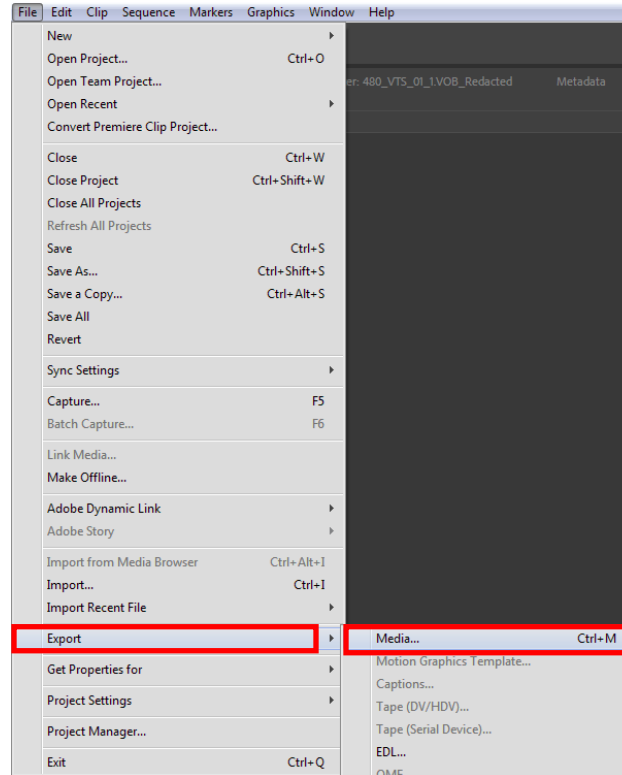 File Edit Clip Sequence Markers Graphics Window Help
New
Open Project... Ctrl+O
Open Team Project...
er: 480_VTS_01_1.VOB_Redacted Metadata
Open Recent
Convert Premiere Clip Project...
Close Ctrl+W
Close Project Ctrl+Shift+W
Close All Projects
Refresh All Projects
Save Ctrl+S
Save As... Ctrl+Shift+S
Save a Copy... Ctrl+Alt+S
Save All
Revert
Sync Settings
Capture... F5
Batch Capture... F6
Link Media...
Make Offline...
Adobe Dynamic Link
Adobe Story
Import from Media Browser Ctrl+Alt+I
Import... Ctrl+I
Import Recent File
Export
Get Properties for
Project Settings
Project Manager...
Exit Ctrl+Q
Media... Ctrl+M
Motion Graphics Template...
Captions...
Tape (DV/HDV)...
Tape (Serial Device)...
EDL...